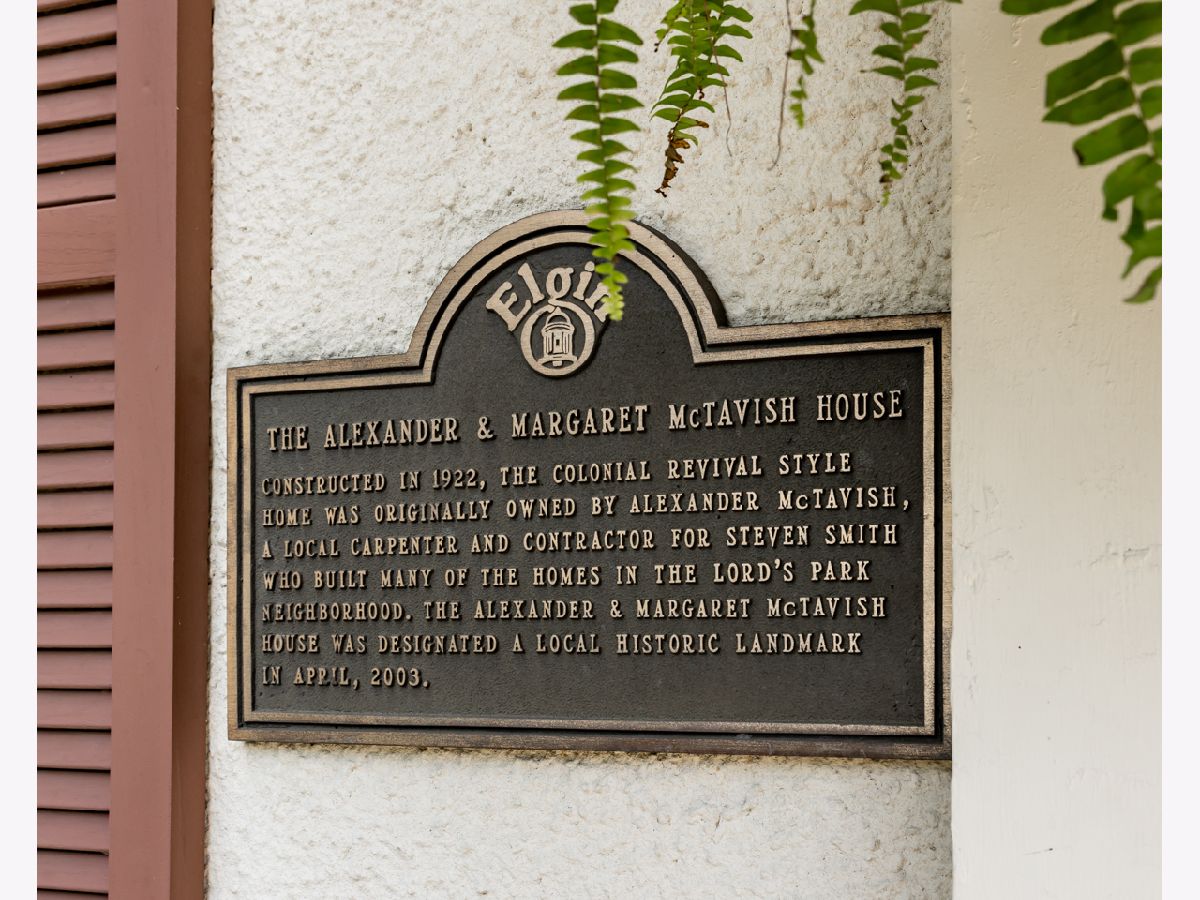 Elgin
THE ALEXANDER & MARGARET McTAVISH HOUSE
CONSTRUCTED IN 1922, THE COLONIAL REVIVAL STYLE
HOME WAS ORIGINALLY OWNED BY ALEXANDER McTAVISH,
A LOCAL CARPENTER AND CONTRACTOR FOR STEVEN SMITH
WHO BUILT MANY OF THE HOMES IN THE LORD'S PARK
NEIGHBORHOOD. THE ALEXANDER & MARGARET McTAVISH
HOUSE WAS DESIGNATED A LOCAL HISTORIC LANDMARK
IN APRIL, 2003.